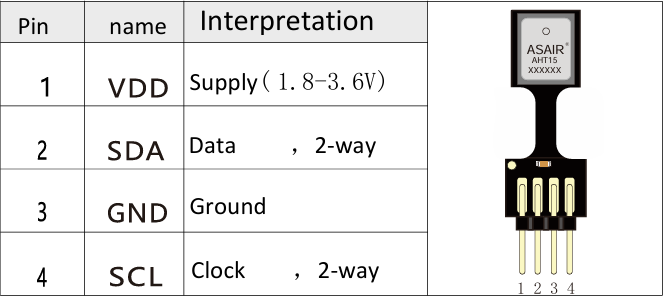 Pin name Interpretation
1 VDD Supply( 1.8-3.6V)
2 SDA Data , 2-way
3 GND Ground
4 SCL Clock , 2-way
ASAIR®
AHT15
XXXXXX
1 2 3 4